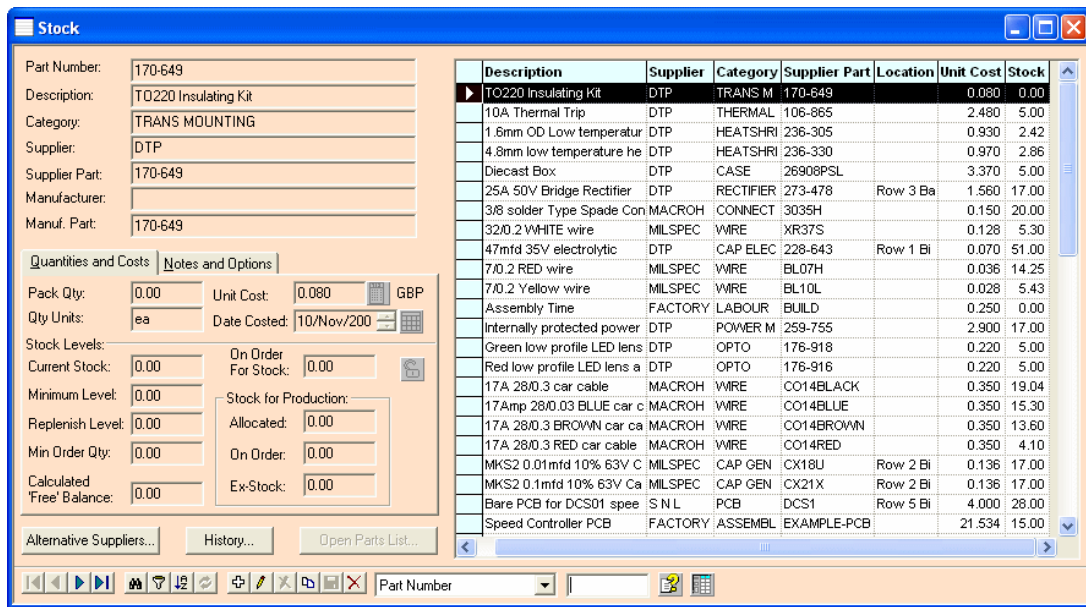 Stock
Part Number: 170-649
Description: TO220 Insulating Kit
Category: TRANS MOUNTING
Supplier: DTP
Supplier Part: 170-649
Manufacturer:
Manuf. Part: 170-649
Quantities and Costs Notes and Options
Pack Qty: 0.00 Unit Cost: 0.080 GBP
Qty Units: ea Date Costed: 10/Nov/200
Stock Levels:
Current Stock: 0.00 On Order For Stock: 0.00
Minimum Level: 0.00 Stock for Production:
Replenish Level: 0.00 Allocated: 0.00
Min Order Qty: 0.00 On Order: 0.00
Calculated 'Free' Balance: 0.00 Ex-Stock: 0.00
Alternative Suppliers... History... Open Parts List...
Description Supplier Category Supplier Part Location Unit Cost Stock
TO220 Insulating Kit DTP TRANS M 170-649 0.080 0.00
10A Thermal Trip DTP THERMAL 106-865 2.480 5.00
1.6mm OD Low temperatur DTP HEATSHRI 236-305 0.930 2.42
4.8mm low temperature he DTP HEATSHRI 236-330 0.970 2.86
Diecast Box DTP CASE 26908PSL 3.370 5.00
25A 50V Bridge Rectifier DTP RECTIFIER 273-478 Row 3 Ba 1.560 17.00
3/8 solder Type Spade Con MACROH CONNECT 3035H 0.150 20.00
32/0.2 WHITE wire MILSPEC WIRE XR37S 0.128 5.30
47mfd 35V electrolytic DTP CAP ELEC 228-643 Row 1 Bi 0.070 51.00
7/0.2 RED wire MILSPEC WIRE BL07H 0.036 14.25
7/0.2 Yellow wire MILSPEC WIRE BL10L 0.028 5.43
Assembly Time FACTORY LABOUR BUILD 0.250 0.00
Internally protected power DTP POWER M 259-755 2.900 17.00
Green low profile LED lens DTP OPTO 176-918 0.220 5.00
Red low profile LED lens a DTP OPTO 176-916 0.220 5.00
17A 28/0.3 car cable MACROH WIRE CO14BLACK 0.350 19.04
17Amp 28/0.03 BLUE car c MACROH WIRE CO14BLUE 0.350 15.30
17A 28/0.3 BROWN car ca MACROH WIRE CO14BROWN 0.350 13.60
17A 28/0.3 RED car cable MACROH WIRE CO14RED 0.350 4.10
MKS2 0.01mfd 10% 63V C MILSPEC CAP GEN CX18U Row 2 Bi 0.136 17.00
MKS2 0.1mfd 10% 63V Ca MILSPEC CAP GEN CX21X Row 2 Bi 0.136 17.00
Bare PCB for DCS01 spee S N L PCB DCS1 Row 5 Bi 4.000 28.00
Speed Controller PCB FACTORY ASSEMBL EXAMPLE-PCB 21.534 15.00
Part Number